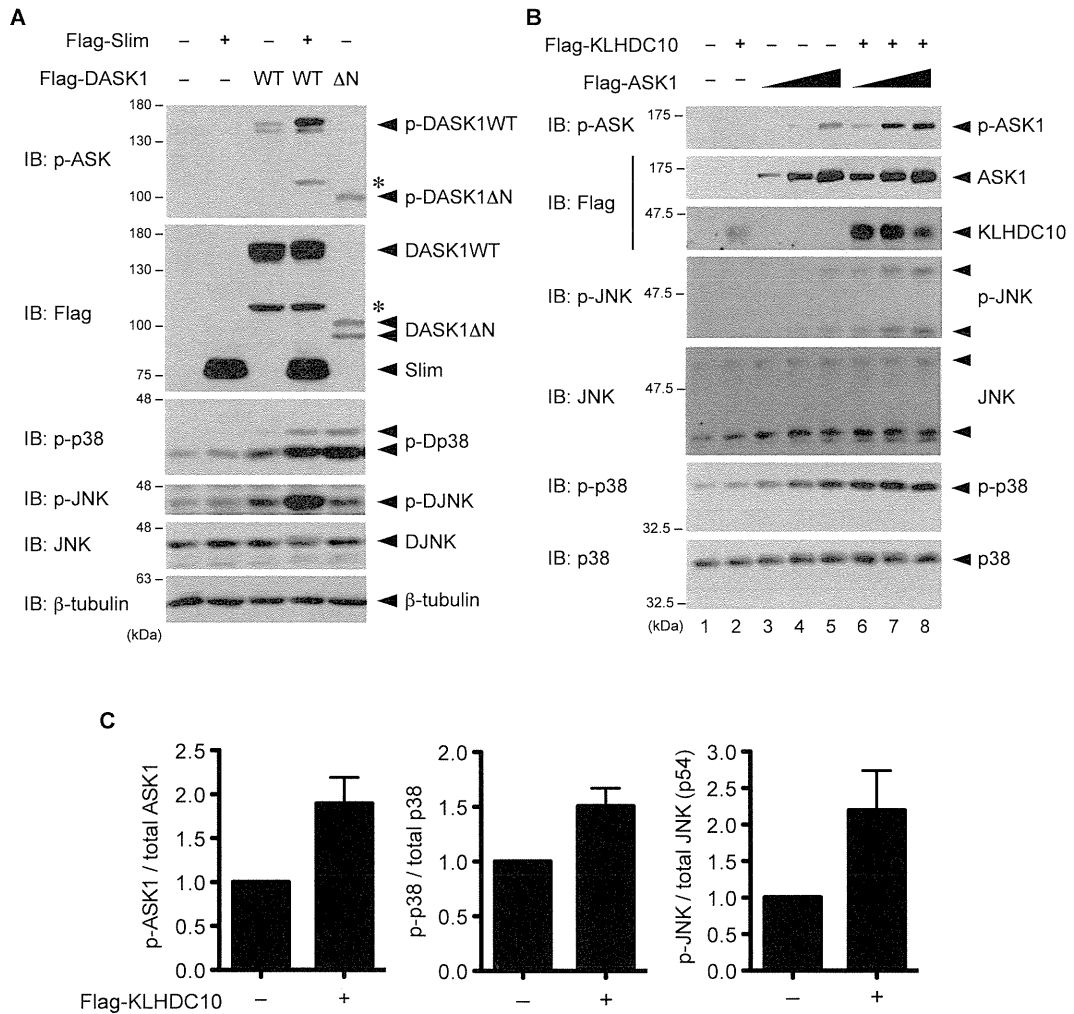 A
Flag-Slim – + – + –
Flag-DASK1 – – WT WT ΔN
180
130
100
IB: p-ASK
p-DASK1WT
*
p-DASK1ΔN
180
130
100
75
IB: Flag
DASK1WT
*
DASK1ΔN
Slim
48
IB: p-p38
p-Dp38
48
IB: p-JNK
p-DJNK
48
IB: JNK
DJNK
63
IB: β-tubulin
β-tubulin
(kDa)
B
Flag-KLHDC10 – + – – – + + +
Flag-ASK1 – –
IB: p-ASK
175
p-ASK1
IB: Flag
175
ASK1
47.5
KLHDC10
IB: p-JNK
47.5
p-JNK
IB: JNK
47.5
JNK
IB: p-p38
p-p38
32.5
IB: p38
p38
32.5
(kDa) 1 2 3 4 5 6 7 8
C
p-ASK1 / total ASK1
2.5
2.0
1.5
1.0
0.5
0.0
Flag-KLHDC10 – +
p-p38 / total p38
2.0
1.5
1.0
0.5
0.0
– +
p-JNK / total JNK (p54)
3.0
2.5
2.0
1.5
1.0
0.5
0.0
– +